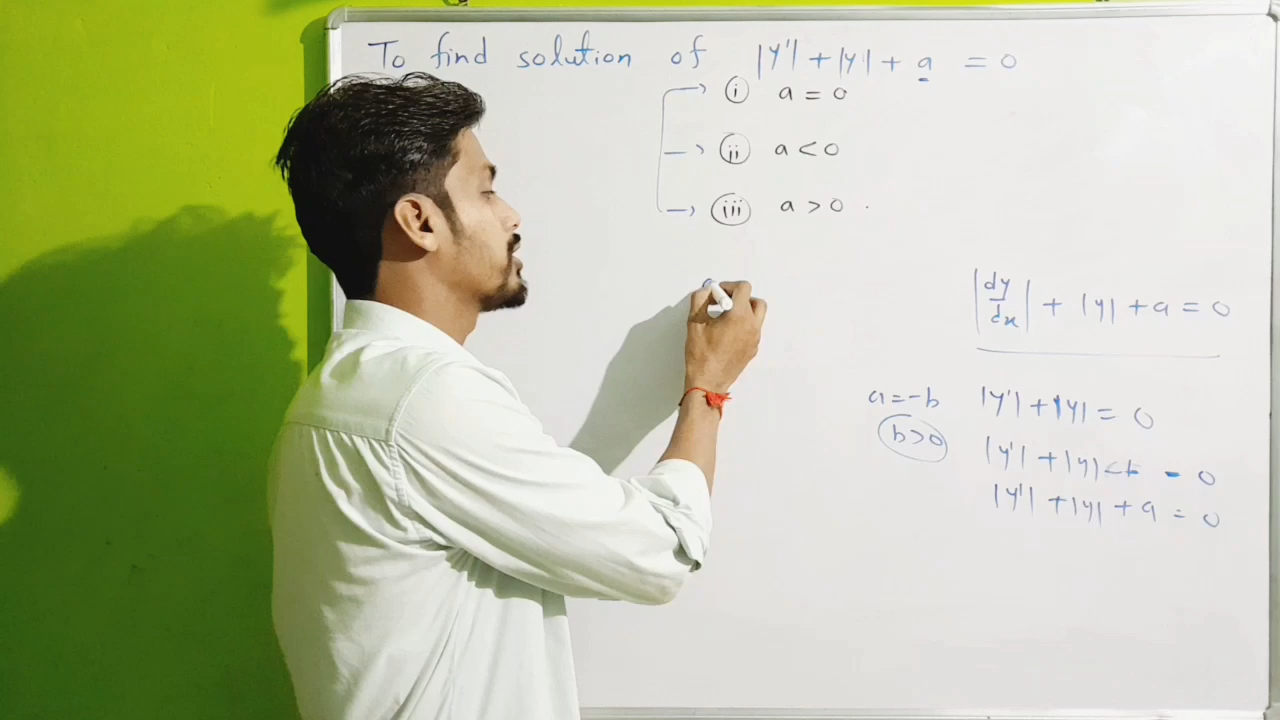 To find solution of |y'| + |y| + a = 0
(i) a = 0
(ii) a < 0
(iii) a > 0 .
|dy/dx| + |y| + a = 0
a = -b |y'| + |y| = 0
b > 0 |y'| + |y| - b = 0
|y'| + |y| + a = 0